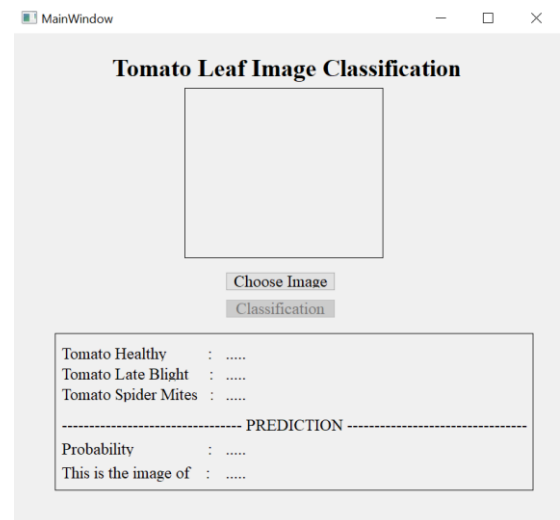 MainWindow
Tomato Leaf Image Classification
Choose Image
Classification
Tomato Healthy : .....
Tomato Late Blight : .....
Tomato Spider Mites : .....
--------------------------------- PREDICTION ---------------------------------
Probability : .....
This is the image of : .....